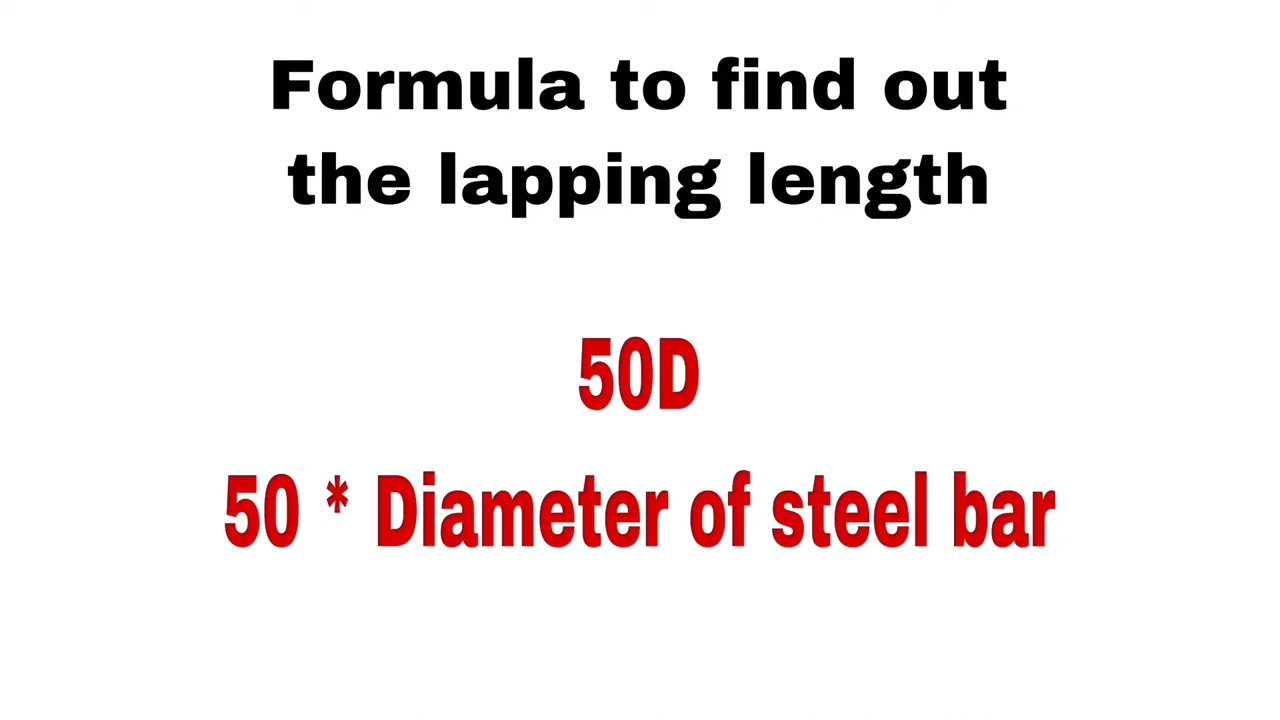 Formula to find out
the lapping length
50D
50 * Diameter of steel bar